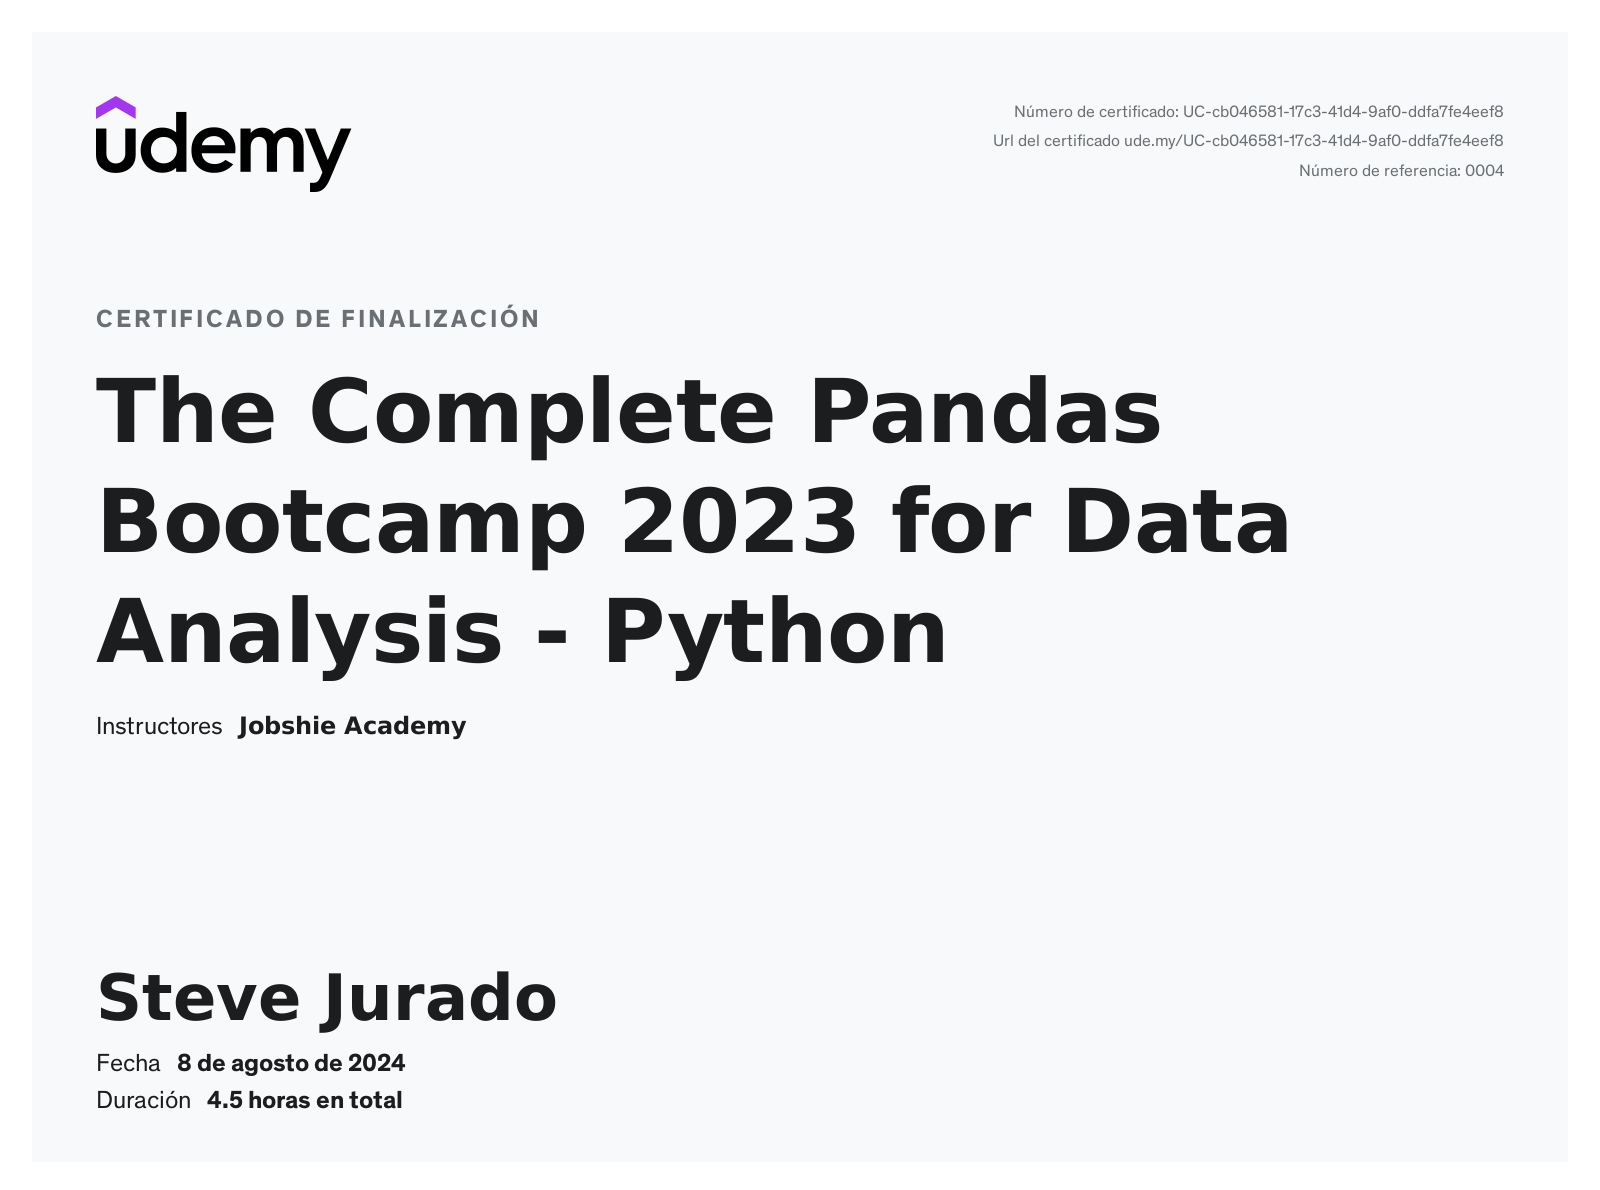 udemy
Número de certificado: UC-cb046581-17c3-41d4-9af0-ddfa7fe4eef8
Url del certificado ude.my/UC-cb046581-17c3-41d4-9af0-ddfa7fe4eef8
Número de referencia: 0004
CERTIFICADO DE FINALIZACIÓN
The Complete Pandas
Bootcamp 2023 for Data
Analysis - Python
Instructores Jobshie Academy
Steve Jurado
Fecha 8 de agosto de 2024
Duración 4.5 horas en total